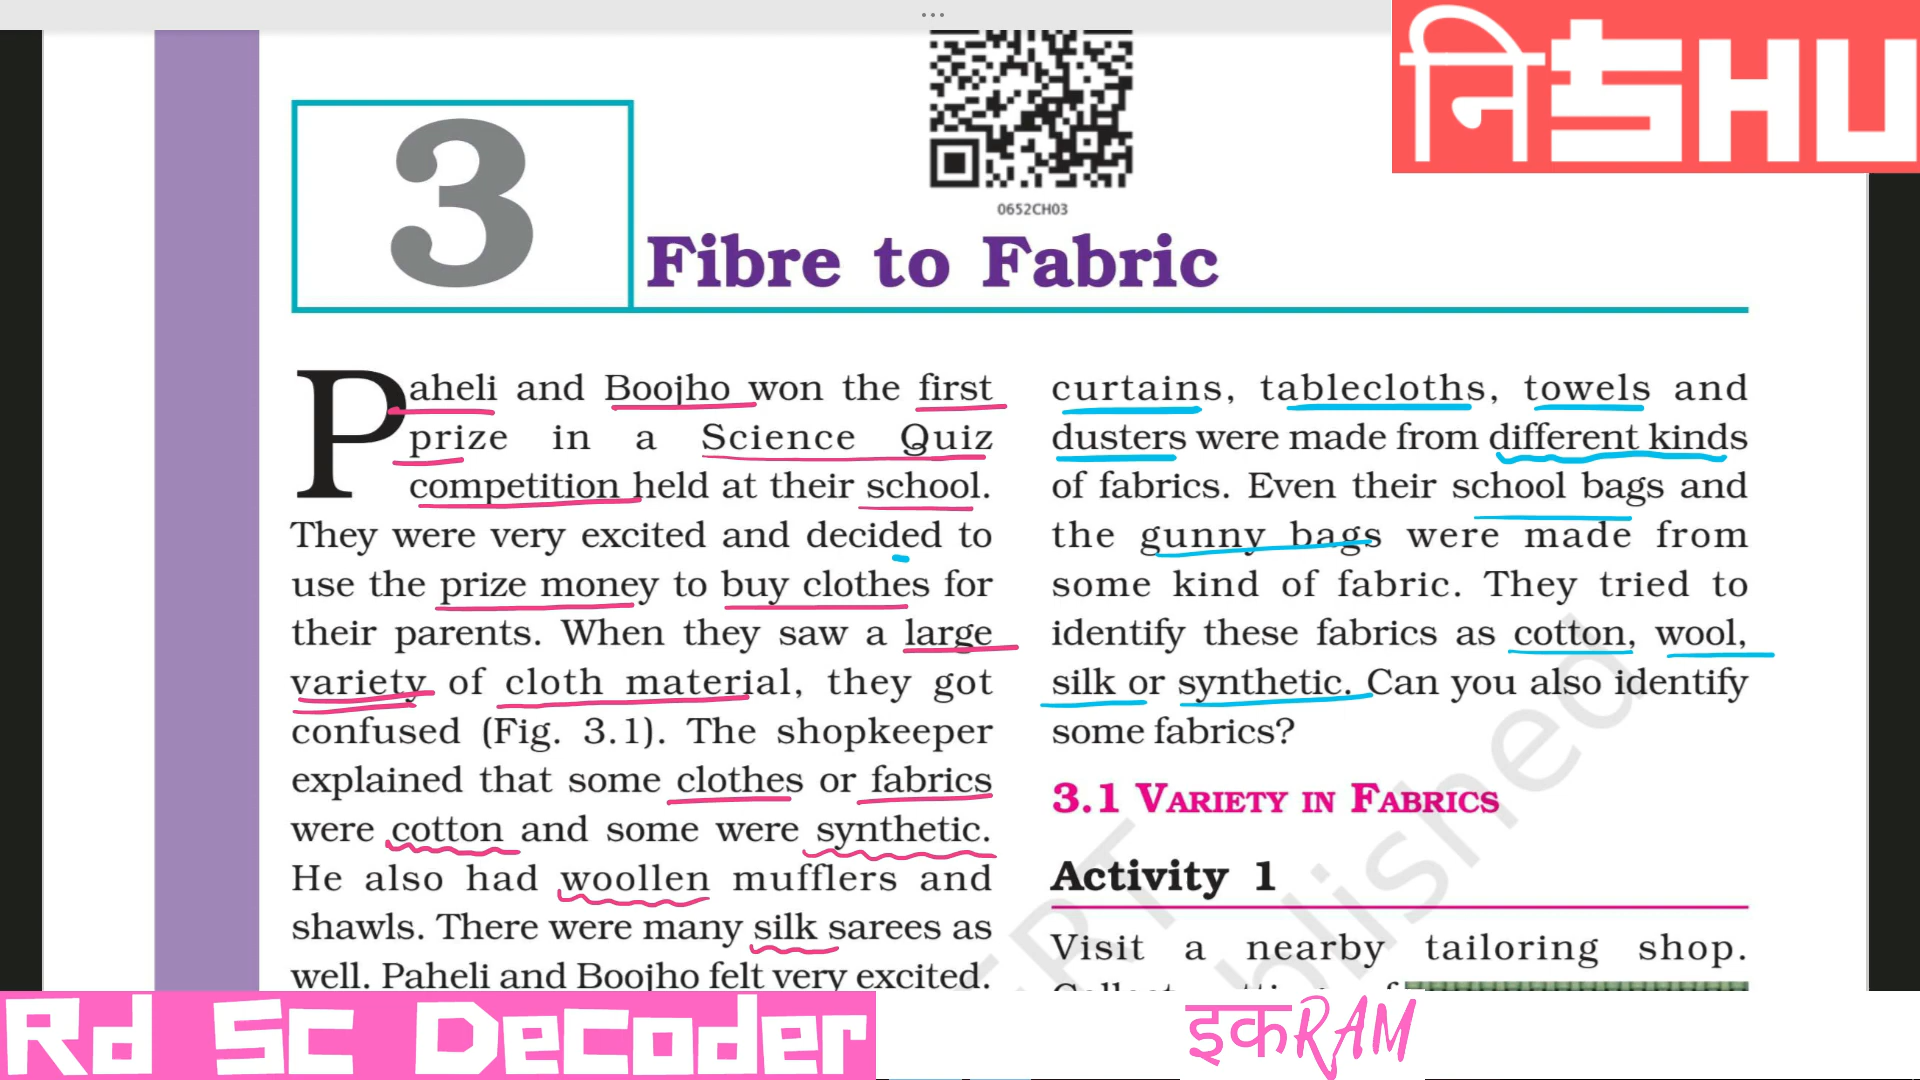 ...
निSHU
0652CH03
3
Fibre to Fabric
Paheli and Boojho won the first
prize in a Science Quiz
competition held at their school.
They were very excited and decided to
use the prize money to buy clothes for
their parents. When they saw a large
variety of cloth material, they got
confused (Fig. 3.1). The shopkeeper
explained that some clothes or fabrics
were cotton and some were synthetic.
He also had woollen mufflers and
shawls. There were many silk sarees as
well. Paheli and Boojho felt very excited.
curtains, tablecloths, towels and
dusters were made from different kinds
of fabrics. Even their school bags and
the gunny bags were made from
some kind of fabric. They tried to
identify these fabrics as cotton, wool,
silk or synthetic. Can you also identify
some fabrics?
3.1 VARIETY IN FABRICS
Activity 1
Visit a nearby tailoring shop.
Rd Sc Decoder
इकRAM